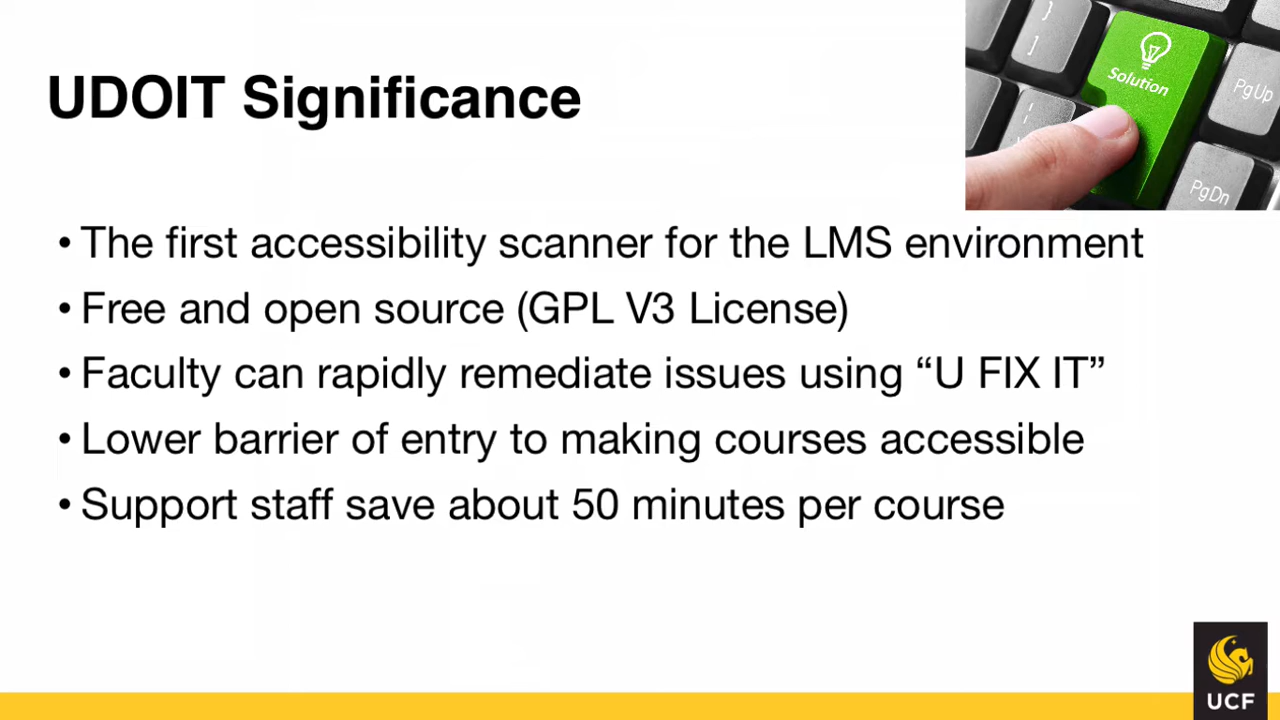 UDOIT Significance
]
]
Solution
PgUp
PgDn
• The first accessibility scanner for the LMS environment
• Free and open source (GPL V3 License)
• Faculty can rapidly remediate issues using “U FIX IT”
• Lower barrier of entry to making courses accessible
• Support staff save about 50 minutes per course
UCF